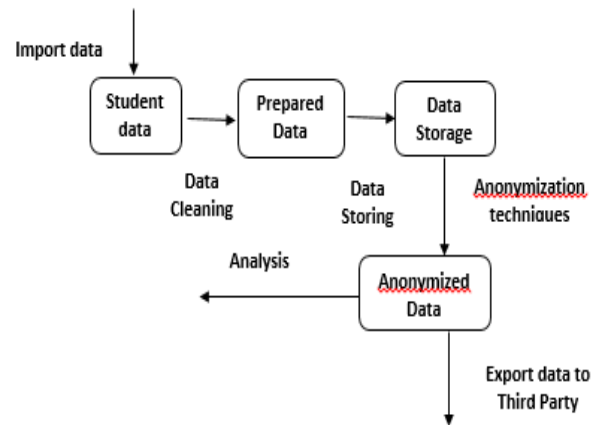 Import data
Student
data
Prepared
Data
Data
Storage
Data
Cleaning
Data
Storing
Anonymization
techniques
Analysis
Anonymized
Data
Export data to
Third Party